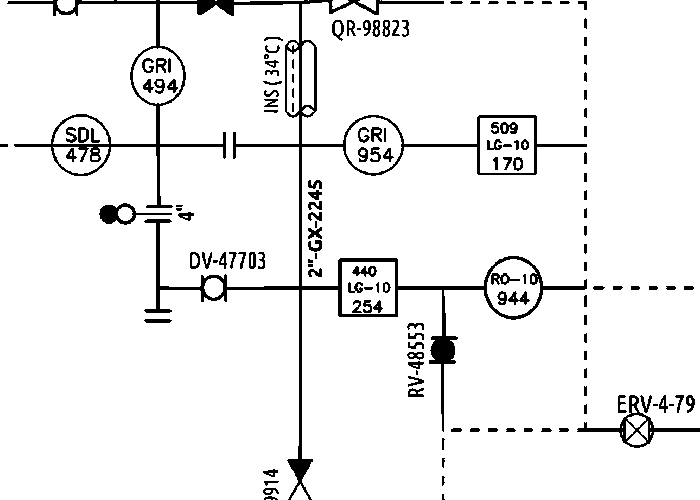 QR-98823
INS ( 34°C )
GRI
494
SDL
478
GRI
954
509
LG-10
170
4"
2"-GX-2245
DV-47703
440
LG-10
254
RO-10
944
RV-48553
ERV-4-79
9914